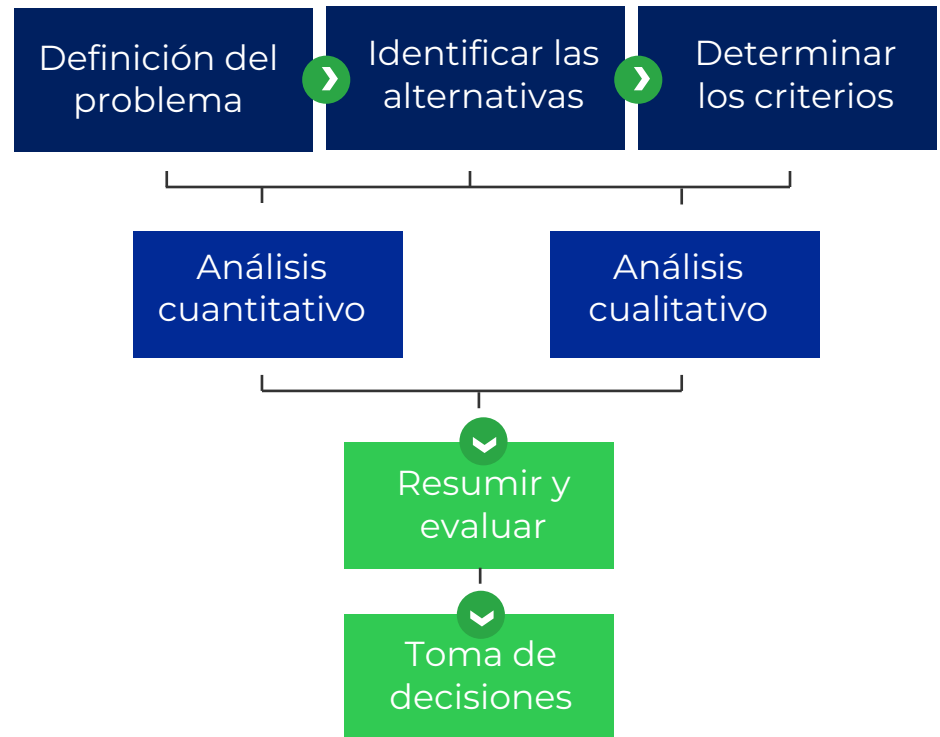 Definición del
problema
Identificar las
alternativas
Determinar
los criterios
Análisis
cuantitativo
Análisis
cualitativo
Resumir y
evaluar
Toma de
decisiones